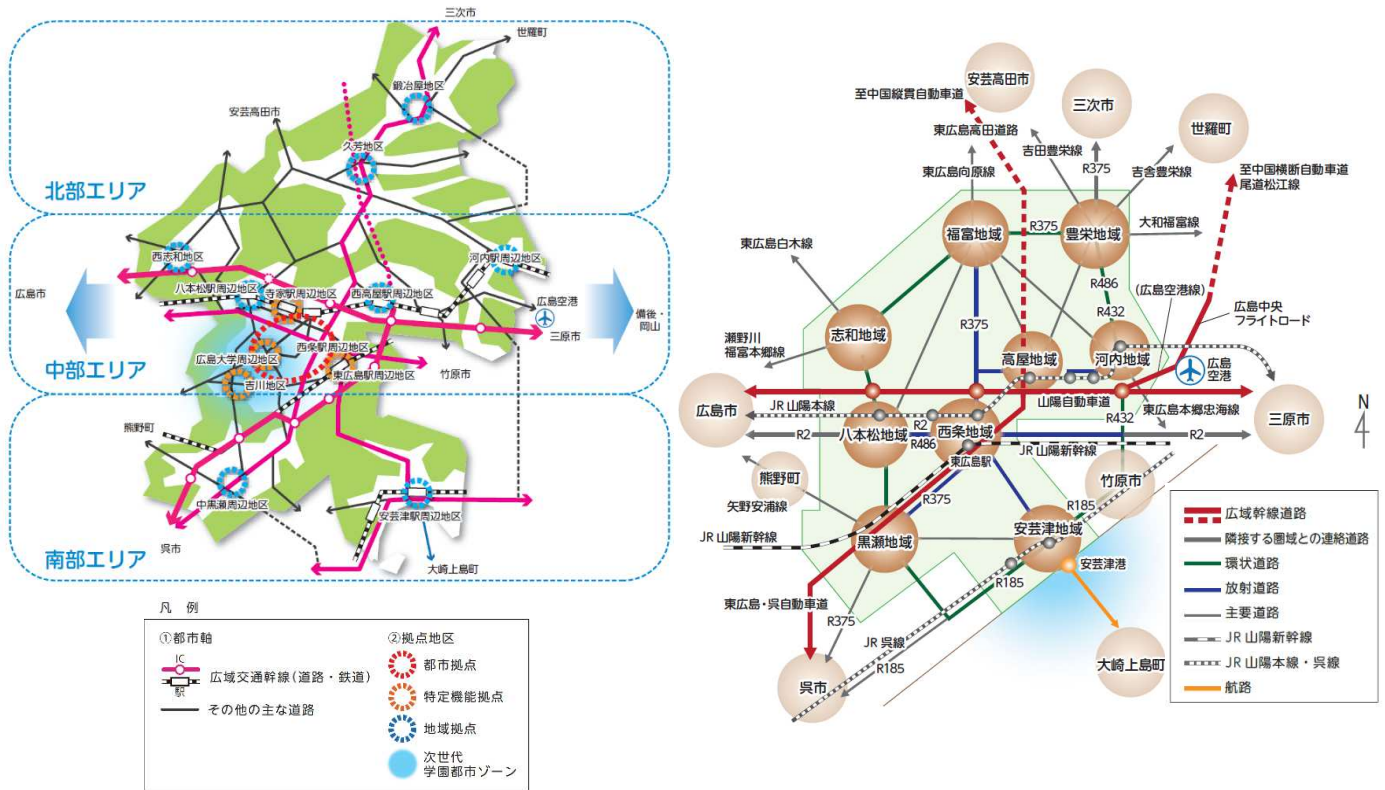 三次市
世羅町
鍛冶屋地区
安芸高田市
久芳地区
北部エリア
西志和地区
河内駅周辺地区
八本松駅周辺地区
寺家駅周辺地区
西高屋駅周辺地区
広島市
広島空港
備後・
岡山
三原市
西条駅周辺地区
広島大学周辺地区
東広島駅周辺地区
中部エリア
竹原市
吉川地区
熊野町
中黒瀬周辺地区
安芸津駅周辺地区
南部エリア
呉市
大崎上島町
凡 例
①都市軸
IC
駅
広域交通幹線(道路・鉄道)
その他の主な道路
②拠点地区
都市拠点
特定機能拠点
地域拠点
次世代
学園都市ゾーン
安芸高田市
三次市
世羅町
至中国縦貫自動車道
東広島高田道路
吉田豊栄線
R375
吉舎豊栄線
東広島向原線
至中国横断自動車道
尾道松江線
福富地域
R375
豊栄地域
大和福富線
東広島白木線
R486
(広島空港線)
R432
広島中央
フライトロード
志和地域
R375
瀬野川
福富本郷線
高屋地域
河内地域
広島
空港
広島市
JR 山陽本線
山陽自動車道
東広島本郷忠海線
三原市
N
R2
R2
八本松地域
R486
西条地域
R432
R2
東広島駅
JR 山陽新幹線
熊野町
竹原市
矢野安浦線
R375
R185
JR 山陽新幹線
黒瀬地域
安芸津地域
安芸津港
東広島・呉自動車道
R185
R375
JR 呉線
R185
呉市
大崎上島町
広域幹線道路
隣接する圏域との連絡道路
環状道路
放射道路
主要道路
JR 山陽新幹線
JR 山陽本線・呉線
航路